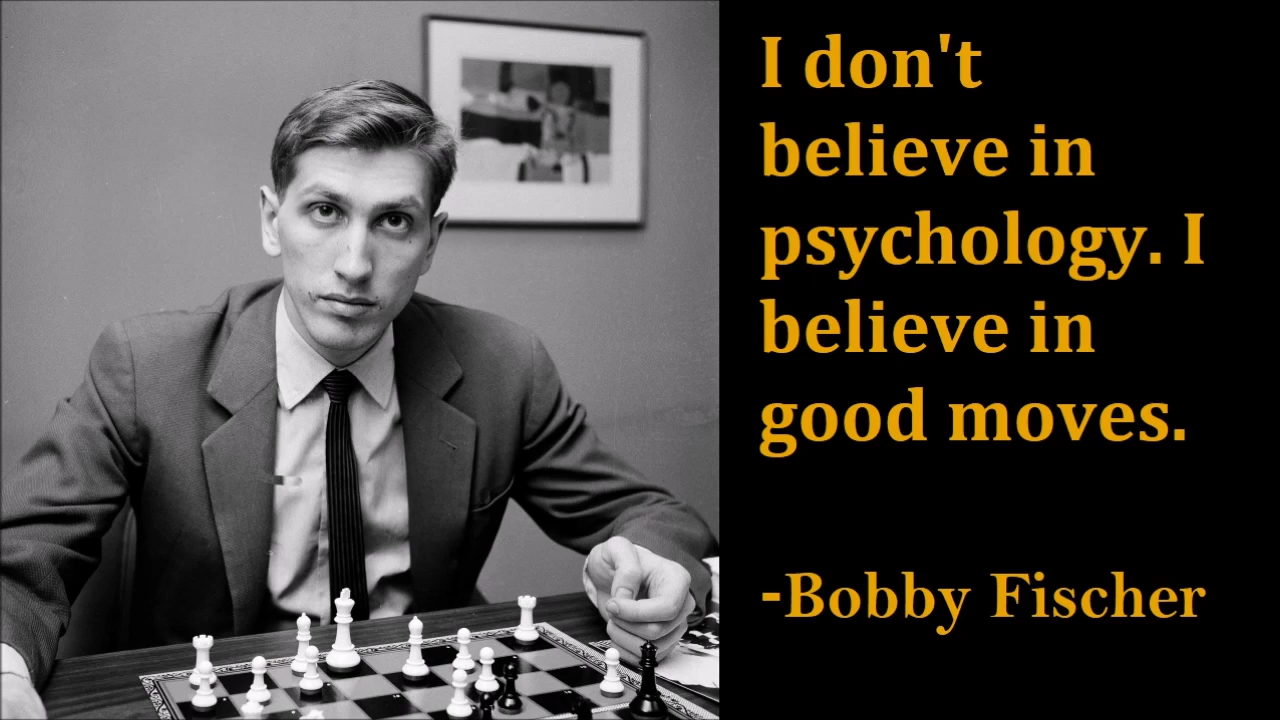 I don't
believe in
psychology. I
believe in
good moves.
-Bobby Fischer